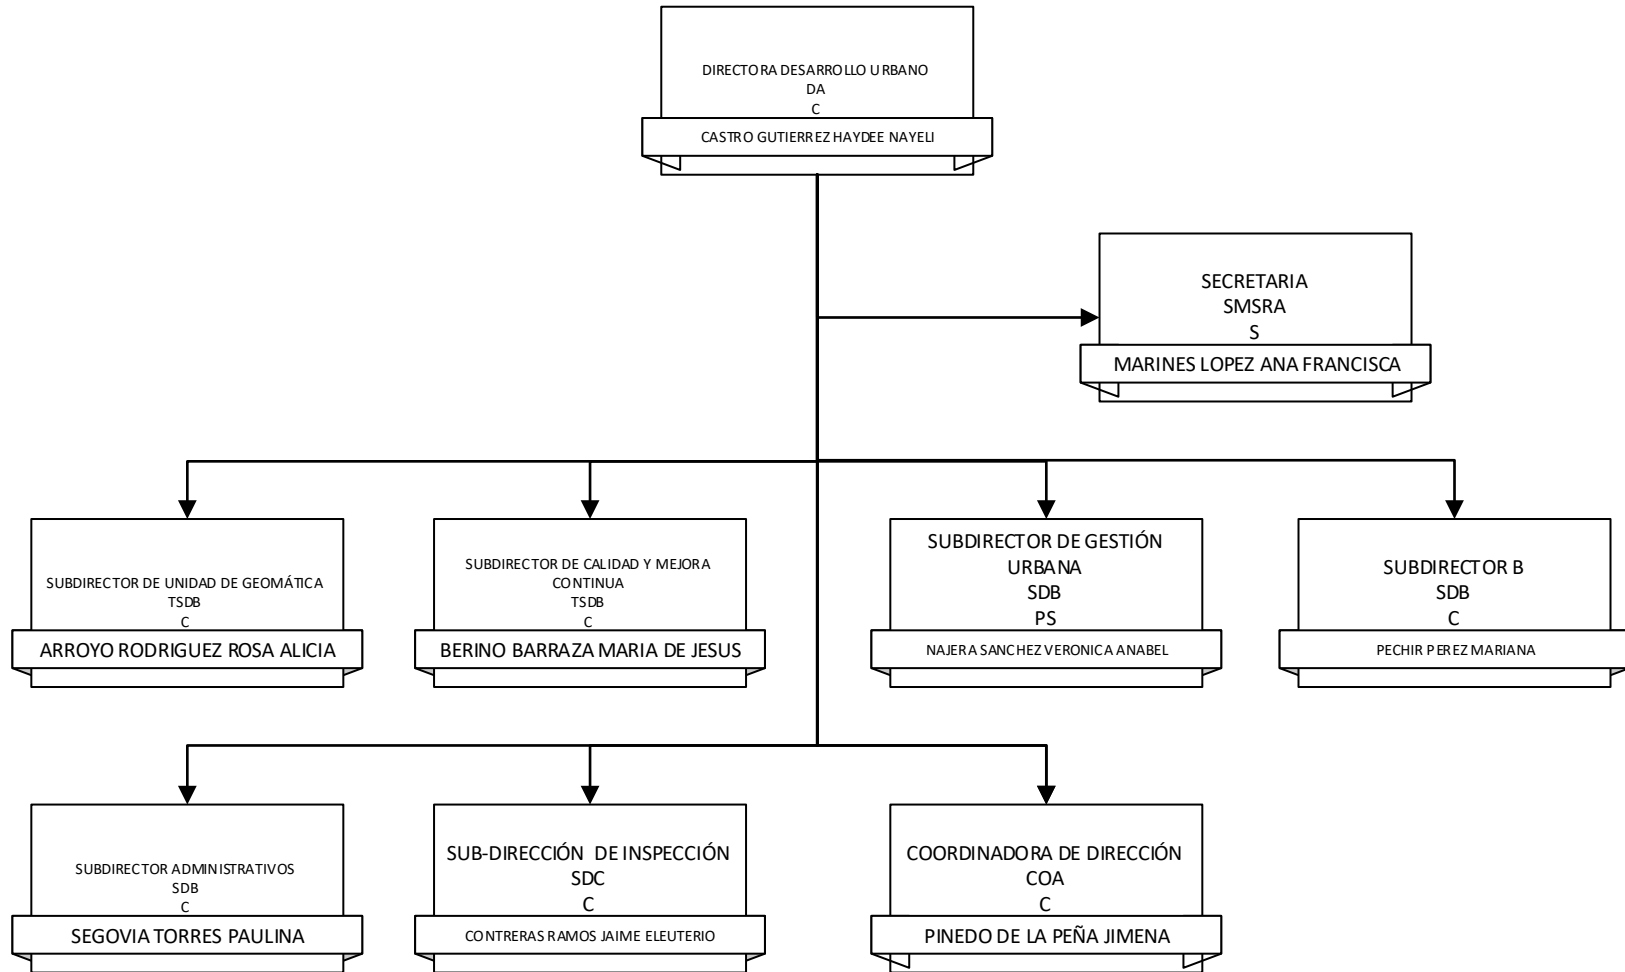 DIRECTORA DESARROLLO URBANO
DA
C
CASTRO GUTIERREZ HAYDEE NAYELI
SECRETARIA
SMSRA
S
MARINES LOPEZ ANA FRANCISCA
SUBDIRECTOR DE UNIDAD DE GEOMÁTICA
TSDB
C
ARROYO RODRIGUEZ ROSA ALICIA
SUBDIRECTOR DE CALIDAD Y MEJORA
CONTINUA
TSDB
C
BERINO BARRAZA MARIA DE JESUS
SUBDIRECTOR DE GESTIÓN
URBANA
SDB
PS
NAJERA SANCHEZ VERONICA ANABEL
SUBDIRECTOR B
SDB
C
PECHIR PEREZ MARIANA
SUBDIRECTOR ADMINISTRATIVOS
SDB
C
SEGOVIA TORRES PAULINA
SUB-DIRECCIÓN DE INSPECCIÓN
SDC
C
CONTRERAS RAMOS JAIME ELEUTERIO
COORDINADORA DE DIRECCIÓN
COA
C
PINEDO DE LA PEÑA JIMENA